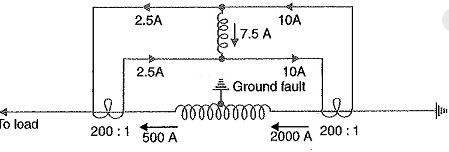 2.5A 10A
7.5 A
2.5A 10A
Ground fault
To load
200 : 1 500 A 2000 A 200 : 1